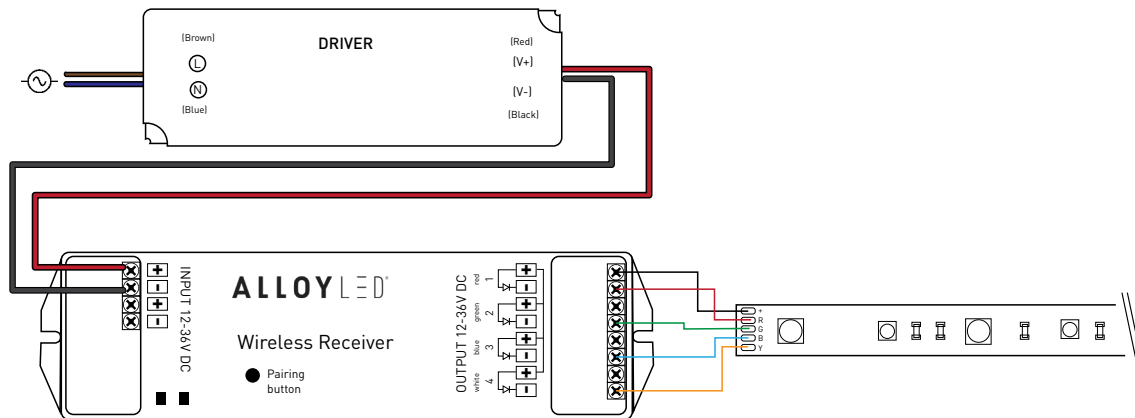 (Brown)
L
N
(Blue)
DRIVER
(Red)
(V+)
(V-)
(Black)
+
-
+
-
INPUT 12-36V DC
ALLOYLED®
Wireless Receiver
Pairing
button
OUTPUT 12-36V DC
1 red
2 green
3 blue
4 white
+
-
+
-
+
-
+
-
+
R
G
B
Y